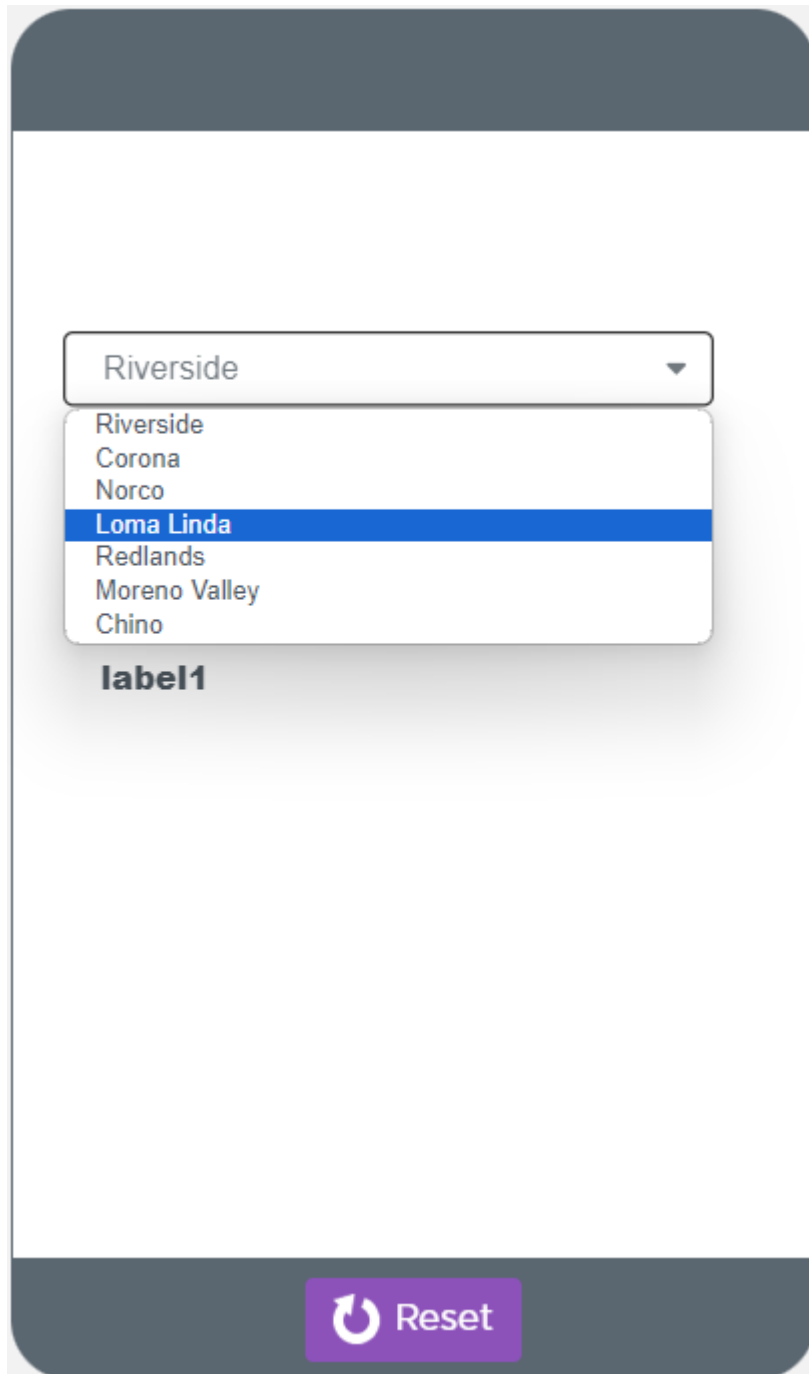 Riverside
Riverside
Corona
Norco
Loma Linda
Redlands
Moreno Valley
Chino
label1
Reset